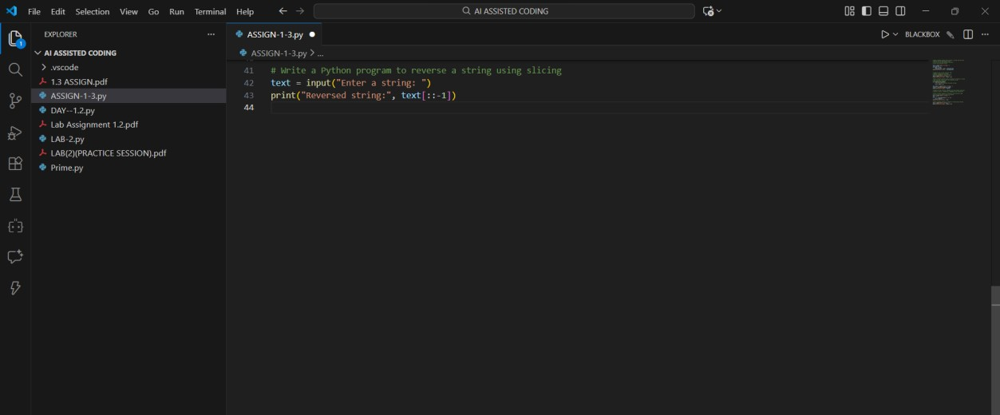 File Edit Selection View Go Run Terminal Help AI ASSISTED CODING
EXPLORER
AI ASSISTED CODING
.vscode
1.3 ASSIGN.pdf
ASSIGN-1-3.py
DAY--1.2.py
Lab Assignment 1.2.pdf
LAB-2.py
LAB(2)(PRACTICE SESSION).pdf
Prime.py
1
ASSIGN-1-3.py
BLACKBOX
ASSIGN-1-3.py > ...
41 # Write a Python program to reverse a string using slicing
42 text = input("Enter a string: ")
43 print("Reversed string:", text[::-1])
44